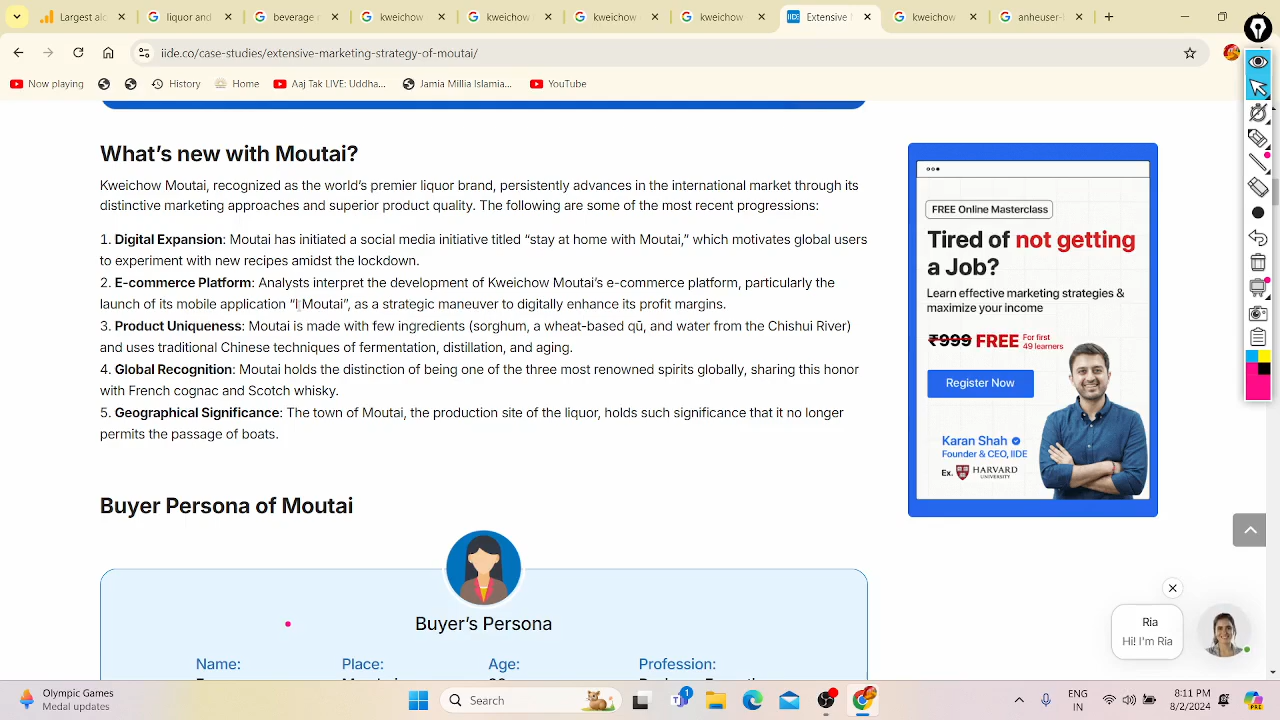 Largest alc
liquor and
beverage
kweichow
kweichow
kweichow
kweichow
Extensive
kweichow
anheuser-
iide.co/case-studies/extensive-marketing-strategy-of-moutai/
Now playing
History
Home
Aaj Tak LIVE: Uddha...
Jamia Millia Islamia...
YouTube
What's new with Moutai?
Kweichow Moutai, recognized as the world's premier liquor brand, persistently advances in the international market through its
distinctive marketing approaches and superior product quality. The following are some of the most recent progressions:
1. Digital Expansion: Moutai has initiated a social media initiative titled "stay at home with Moutai," which motivates global users
to experiment with new recipes amidst the lockdown.
2. E-commerce Platform: Analysts interpret the development of Kweichow Moutai's e-commerce platform, particularly the
launch of its mobile application "I Moutai", as a strategic maneuver to digitally enhance its profit margins.
3. Product Uniqueness: Moutai is made with few ingredients (sorghum, a wheat-based qū, and water from the Chishui River)
and uses traditional Chinese techniques of fermentation, distillation, and aging.
4. Global Recognition: Moutai holds the distinction of being one of the three most renowned spirits globally, sharing this honor
with French cognac and Scotch whisky.
5. Geographical Significance: The town of Moutai, the production site of the liquor, holds such significance that it no longer
permits the passage of boats.
Buyer Persona of Moutai
Buyer's Persona
Name:
Place:
Age:
Profession:
FREE Online Masterclass
Tired of not getting
a Job?
Learn effective marketing strategies &
maximize your income
₹999 FREE For first
49 learners
Register Now
Karan Shah
Founder & CEO, IIDE
Ex. HARVARD
UNIVERSITY
Ria
Hi! I'm Ria
Olympic Games
Medal updates
Search
1
ENG
IN
8:11 PM
8/2/2024